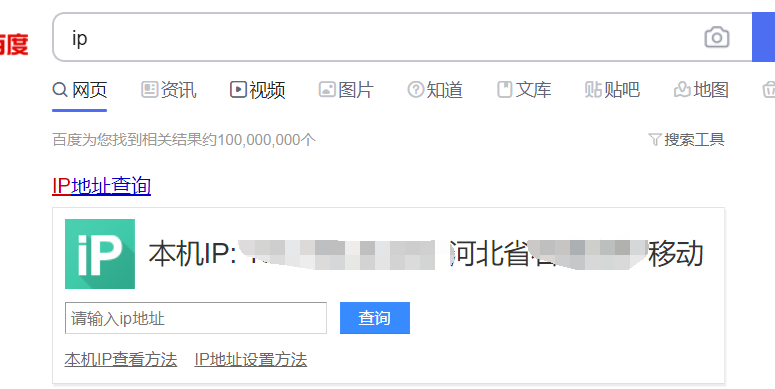 百度
ip
网页 资讯 视频 图片 知道 文库 贴吧 地图
百度为您找到相关结果约100,000,000个 搜索工具
IP地址查询
iP 本机IP: 河北省 移动
请输入ip地址 查询
本机IP查看方法 IP地址设置方法